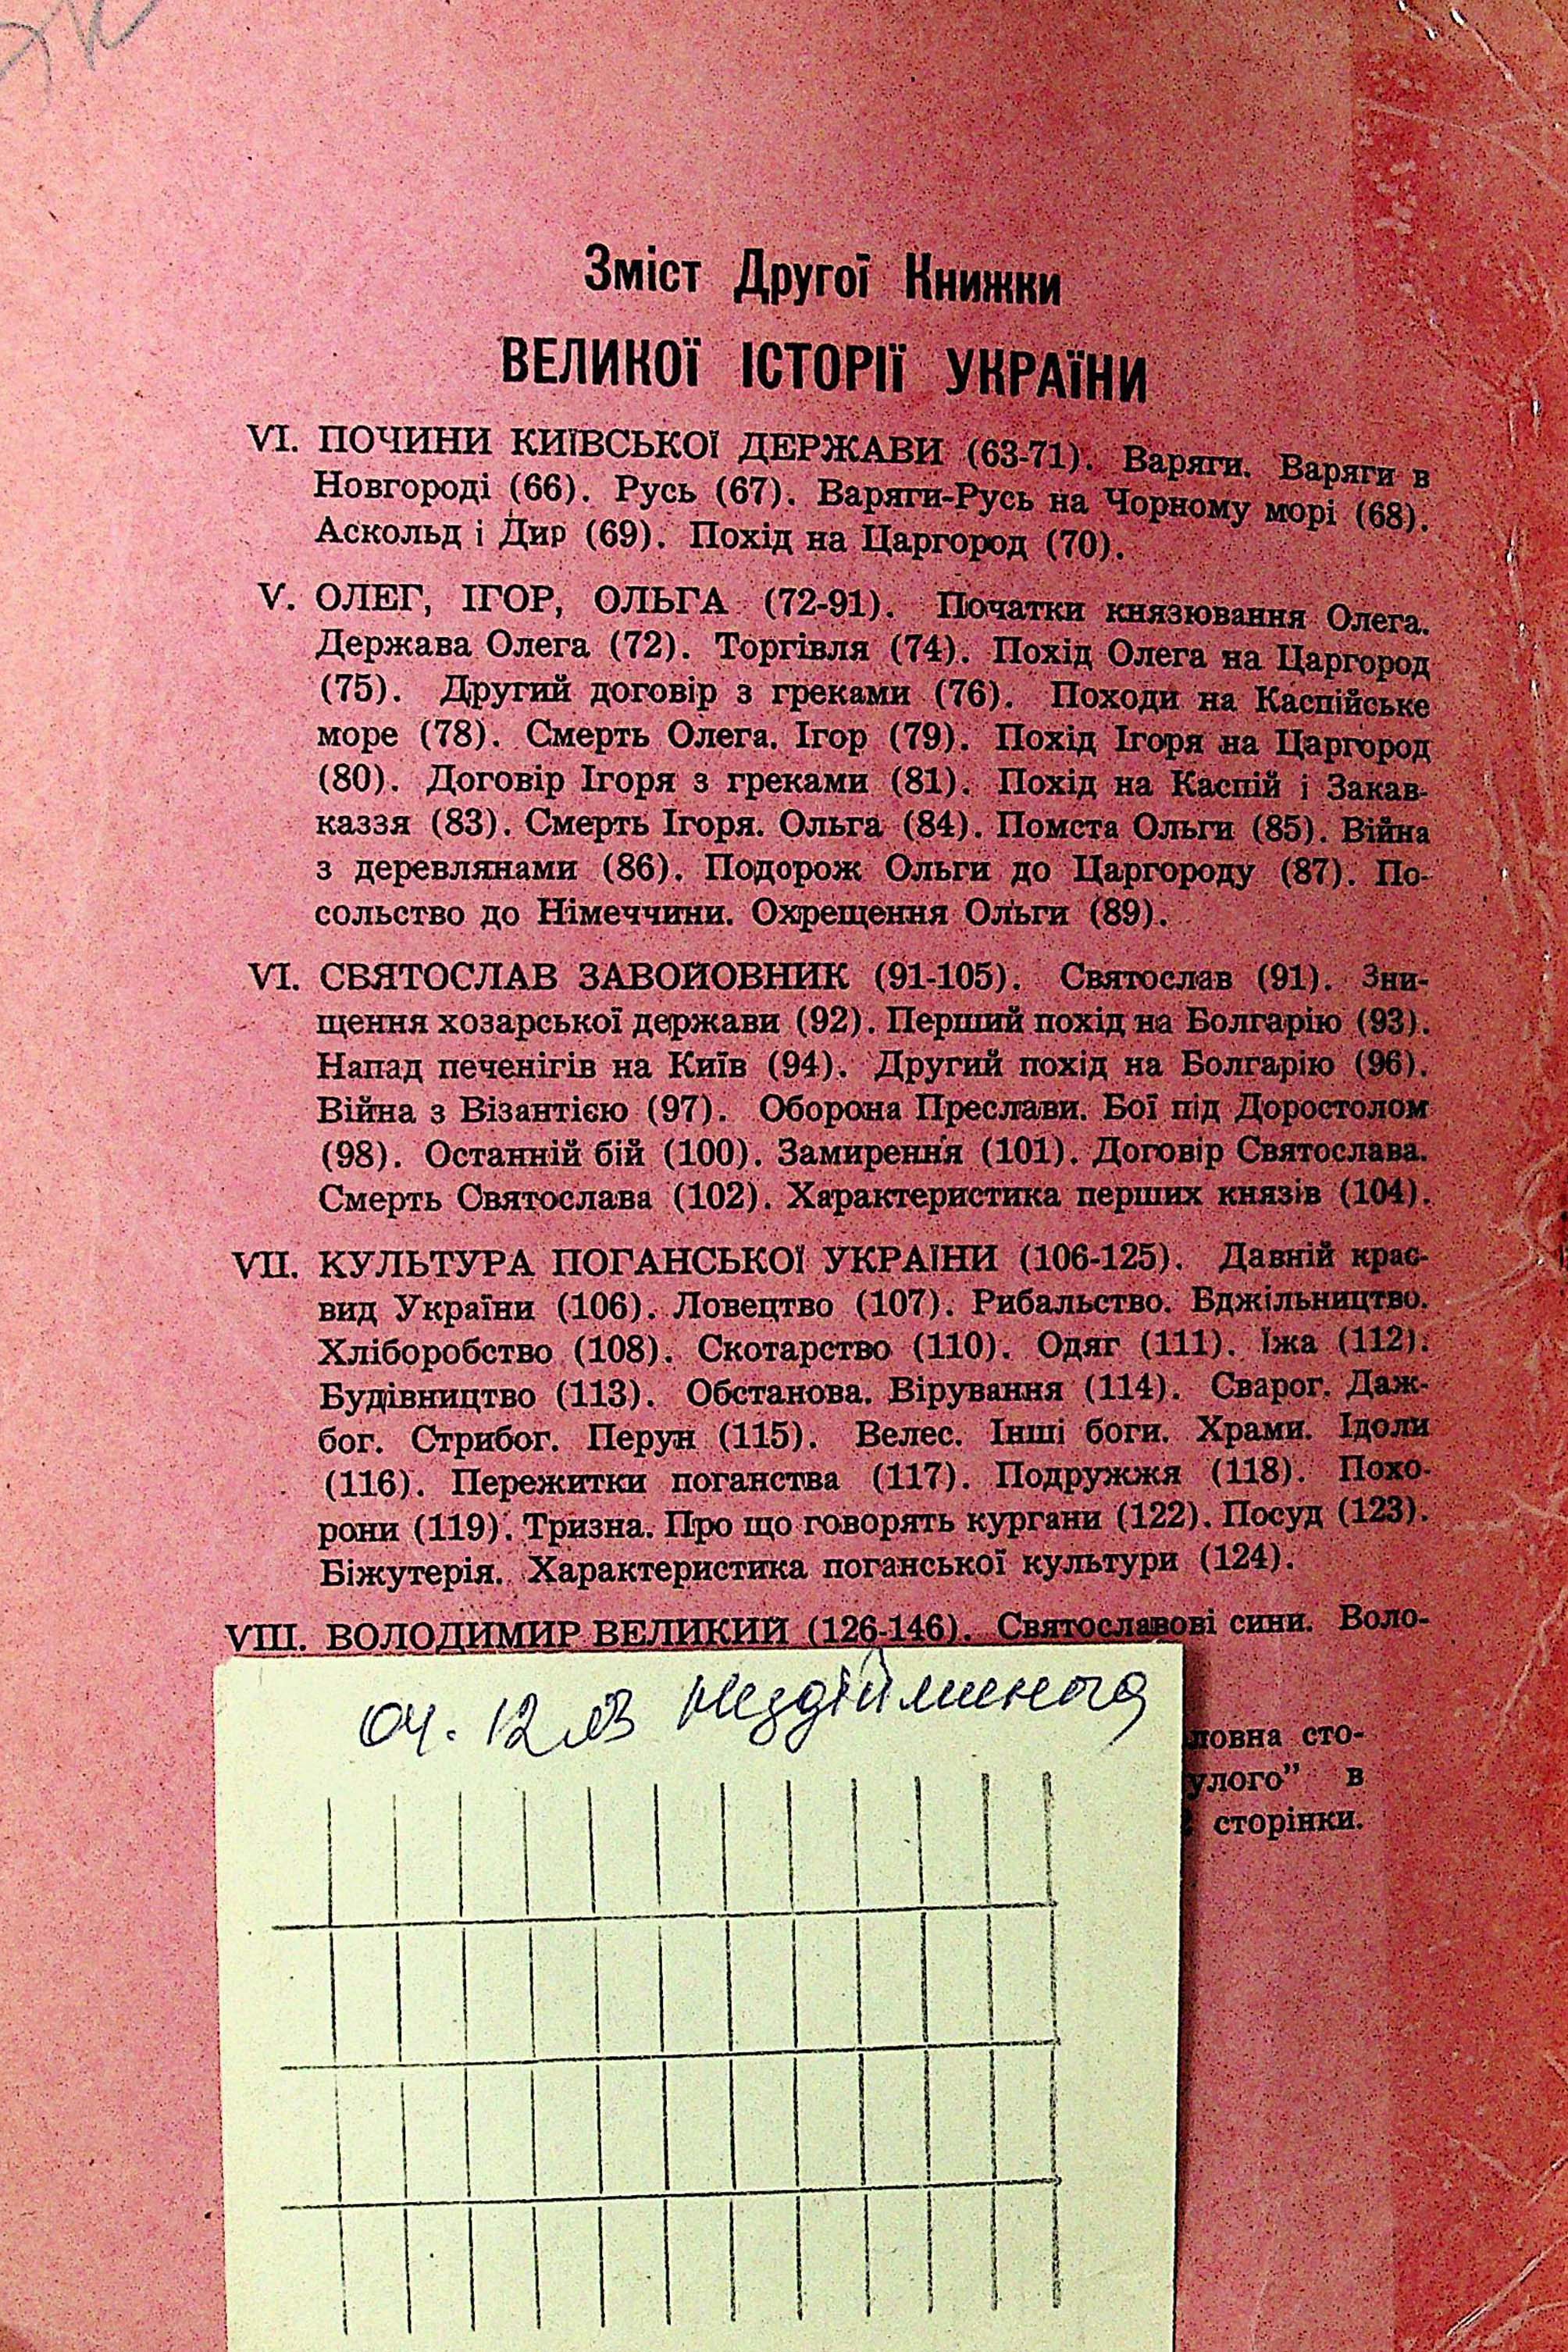 Зміст Другої Книжки
ВЕЛИКОЇ ІСТОРІЇ УКРАЇНИ
VI. ПОЧИНИ КИЇВСЬКОЇ ДЕРЖАВИ (63-71). Варяги. Варяги в
Новгороді (66). Русь (67). Варяги-Русь на Чорному морі (68).
Аскольд і Дир (69). Похід на Царгород (70).
V. ОЛЕГ, ІГОР, ОЛЬГА (72-91). Початки князювання Олега.
Держава Олега (72). Торгівля (74). Похід Олега на Царгород
(75). Другий договір з греками (76). Походи на Каспійське
море (78). Смерть Олега. Ігор (79). Похід Ігоря на Царгород
(80). Договір Ігоря з греками (81). Похід на Каспій і Закав-
каззя (83). Смерть Ігоря. Ольга (84). Помста Ольги (85). Війна
з деревлянами (86). Подорож Ольги до Царгороду (87). По-
сольство до Німеччини. Охрещення Ольги (89).
VI. СВЯТОСЛАВ ЗАВОЙОВНИК (91-105). Святослав (91). Зни-
щення хозарської держави (92). Перший похід на Болгарію (93).
Напад печенігів на Київ (94). Другий похід на Болгарію (96).
Війна з Візантією (97). Оборона Преслави. Бої під Доростолом
(98). Останній бій (100). Замирення (101). Договір Святослава.
Смерть Святослава (102). Характеристика перших князів (104).
VII. КУЛЬТУРА ПОГАНСЬКОЇ УКРАЇНИ (106-125). Давній крає-
вид України (106). Ловецтво (107). Рибальство. Бджільництво.
Хліборобство (108). Скотарство (110). Одяг (111). Їжа (112).
Будівництво (113). Обстанова. Вірування (114). Сварог. Даж-
бог. Стрибог. Перун (115). Велес. Інші боги. Храми. Ідоли
(116). Пережитки поганства (117). Подружжя (118). Похо-
рони (119). Тризна. Про що говорять кургани (122). Посуд (123).
Біжутерія. Характеристика поганської культури (124).
VIII. ВОЛОДИМИР ВЕЛИКИЙ (126-146). Святославові сини. Воло-
04.12
ловна сто-
улого" в
сторінки.